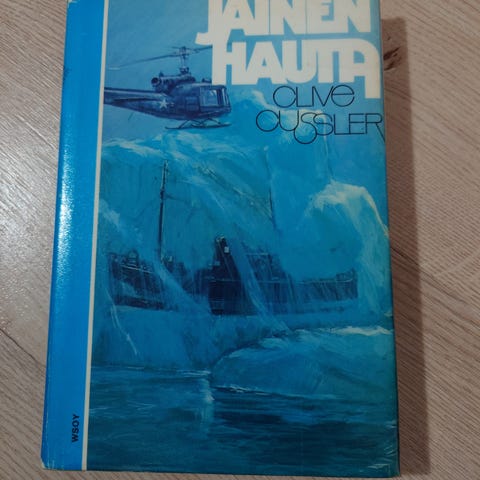 JÄINEN
HAUTA
CLIVE
CUSSLER
WSOY